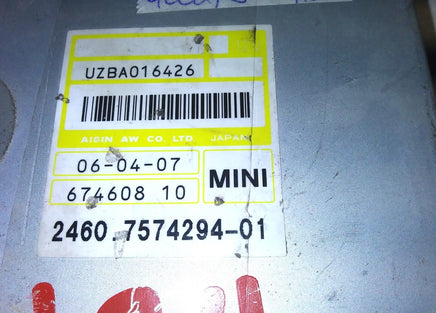 UZBA016426
AISIN AW CO. LTD. JAPAN
06-04-07
674608 10
MINI
2460.7574294-01